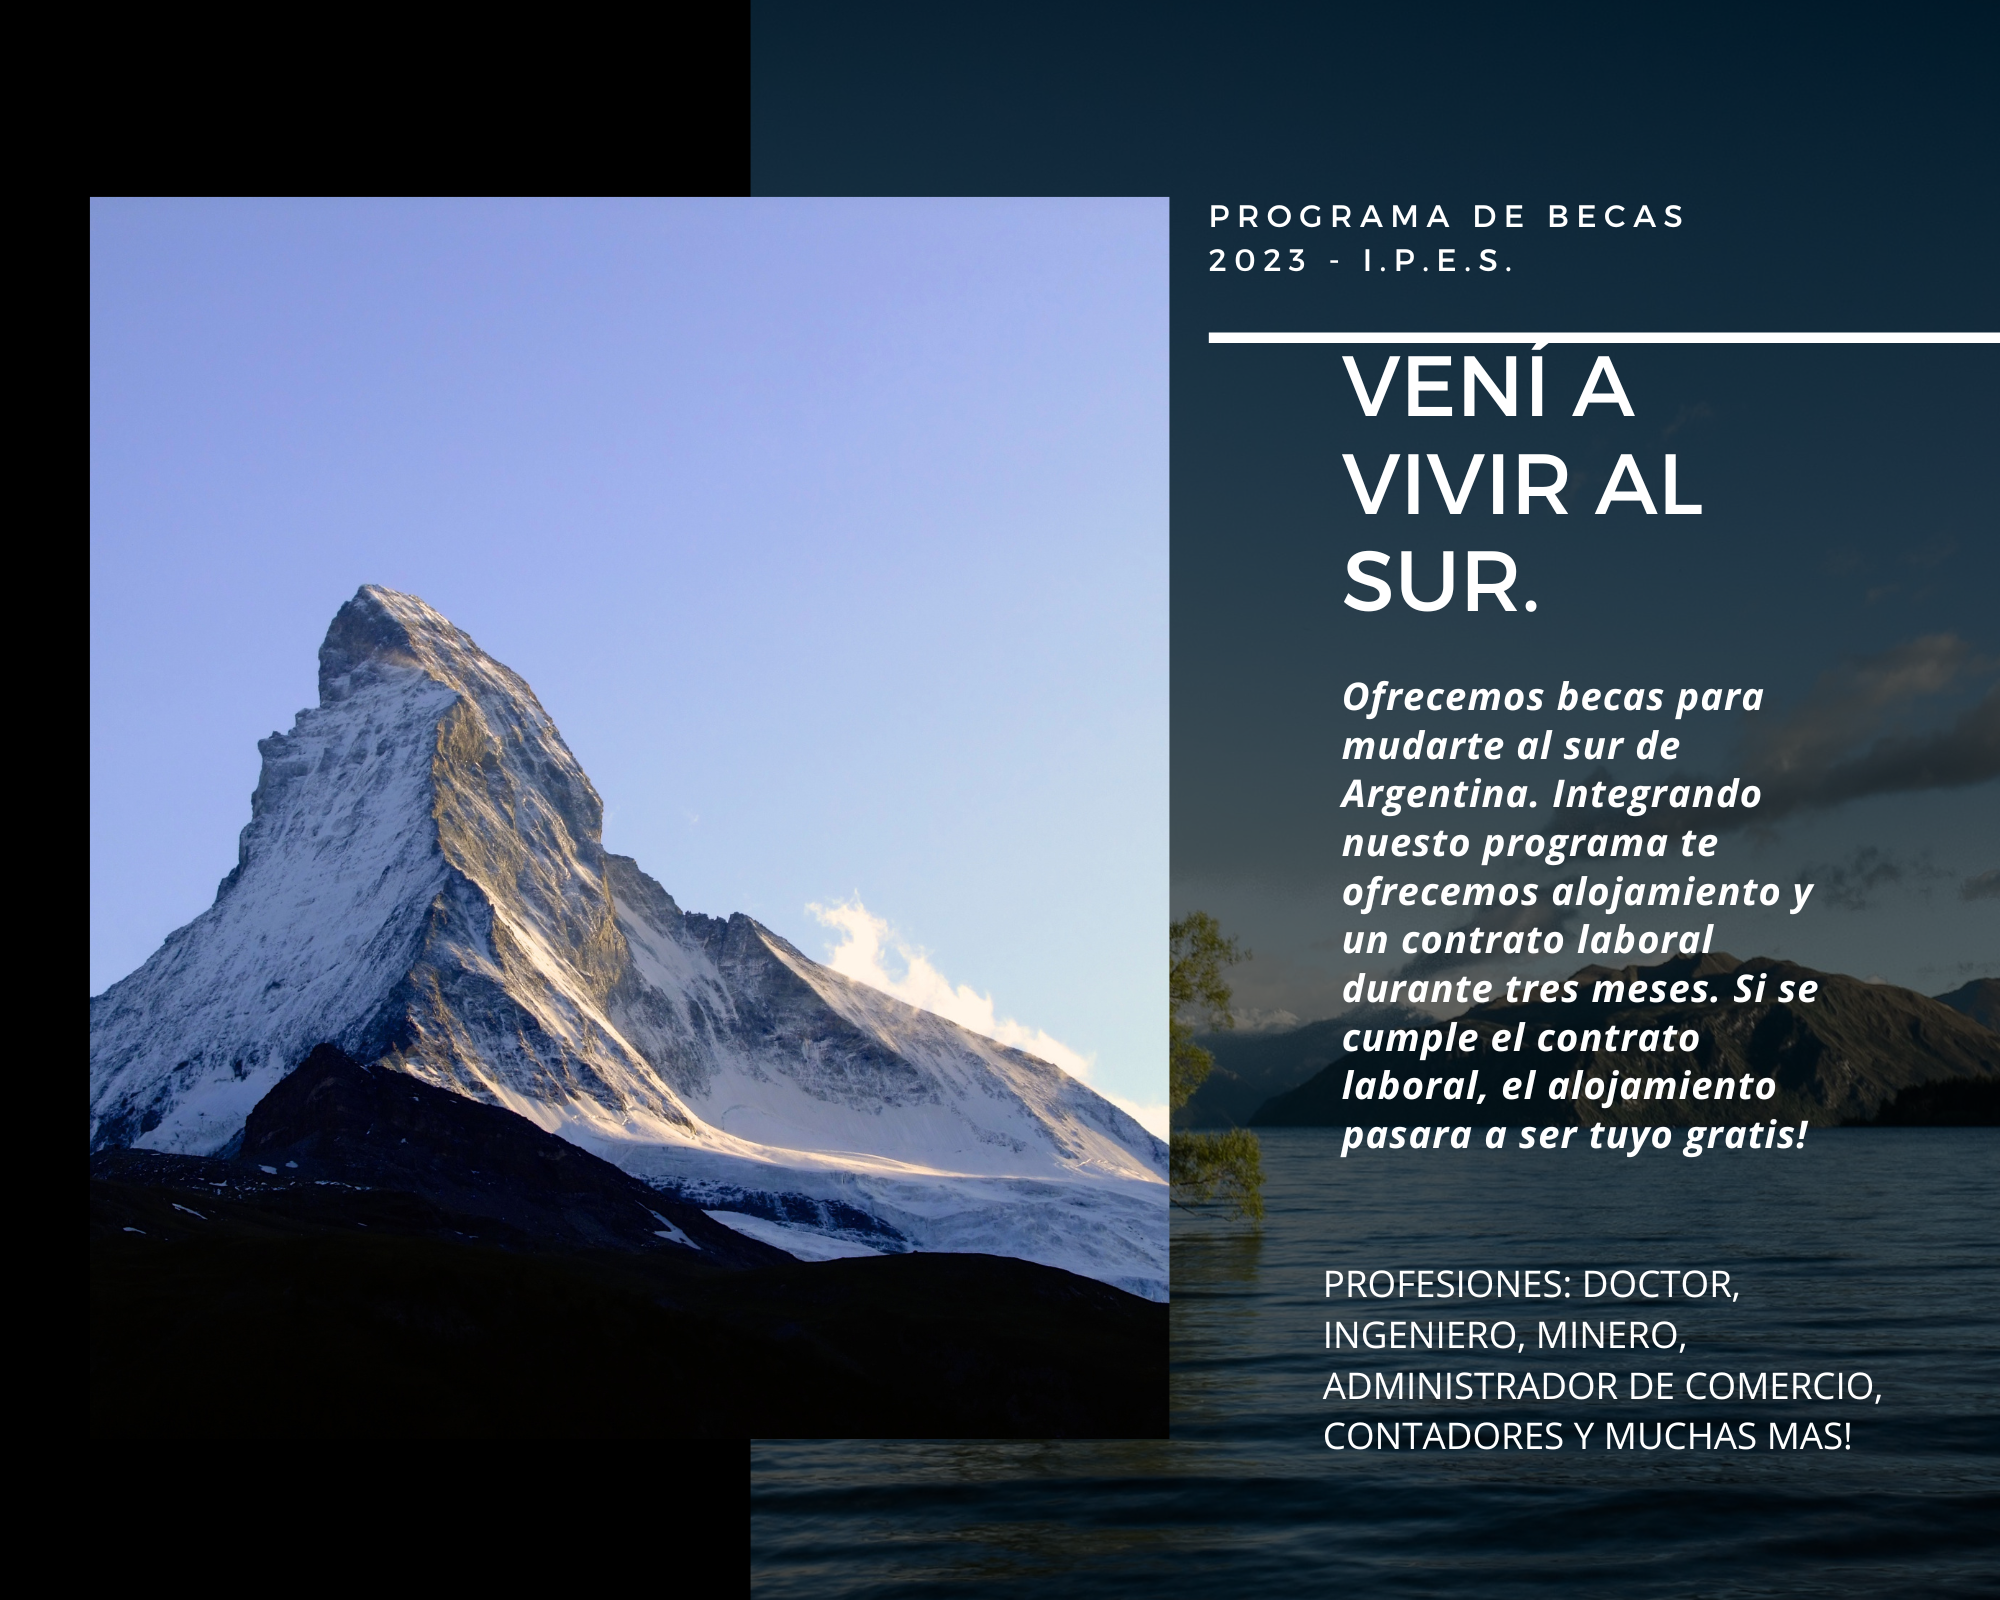 PROGRAMA DE BECAS
2023 - I.P.E.S.
VENÍ A
VIVIR AL
SUR.
Ofrecemos becas para
mudarte al sur de
Argentina. Integrando
nuesto programa te
ofrecemos alojamiento y
un contrato laboral
durante tres meses. Si se
cumple el contrato
laboral, el alojamiento
pasara a ser tuyo gratis!
PROFESIONES: DOCTOR,
INGENIERO, MINERO,
ADMINISTRADOR DE COMERCIO,
CONTADORES Y MUCHAS MAS!